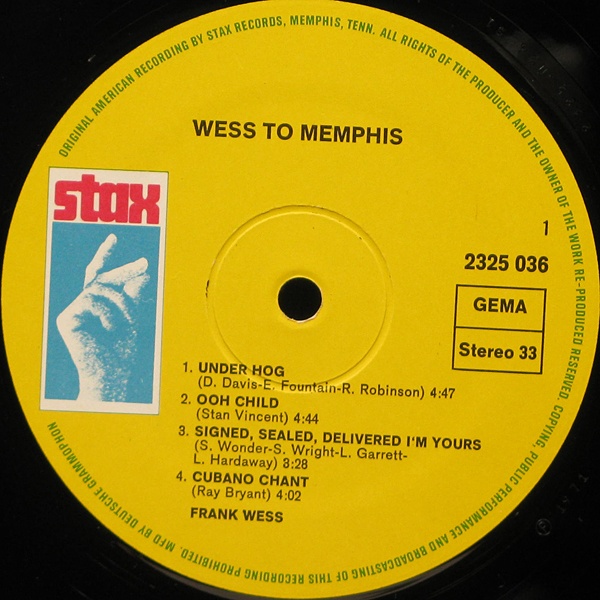 ORIGINAL AMERICAN RECORDING BY STAX RECORDS, MEMPHIS, TENN. ALL RIGHTS OF THE PRODUCER AND THE OWNER OF THE WORK RE-PRODUCED RESERVED. COPYING, PUBLIC PERFORMANCE AND BROADCASTING OF THIS RECORDING PROHIBITED. MFD BY DEUTSCHE GRAMMOPHON
WESS TO MEMPHIS
stax
1
2325 036
GEMA
Stereo 33
1. UNDER HOG
(D. Davis-E. Fountain-R. Robinson) 4:47
2. OOH CHILD
(Stan Vincent) 4:44
3. SIGNED, SEALED, DELIVERED I'M YOURS
(S. Wonder-S. Wright-L. Garrett-
L. Hardaway) 3:28
4. CUBANO CHANT
(Ray Bryant) 4:02
FRANK WESS